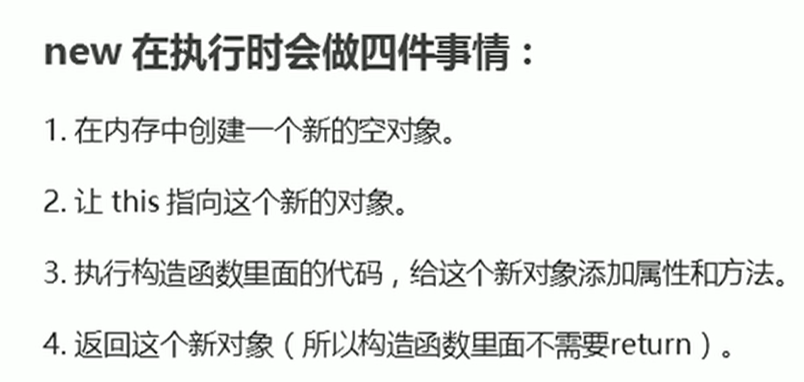 new 在执行时会做四件事情：
1. 在内存中创建一个新的空对象。
2. 让 this 指向这个新的对象。
3. 执行构造函数里面的代码，给这个新对象添加属性和方法。
4. 返回这个新对象（所以构造函数里面不需要return）。